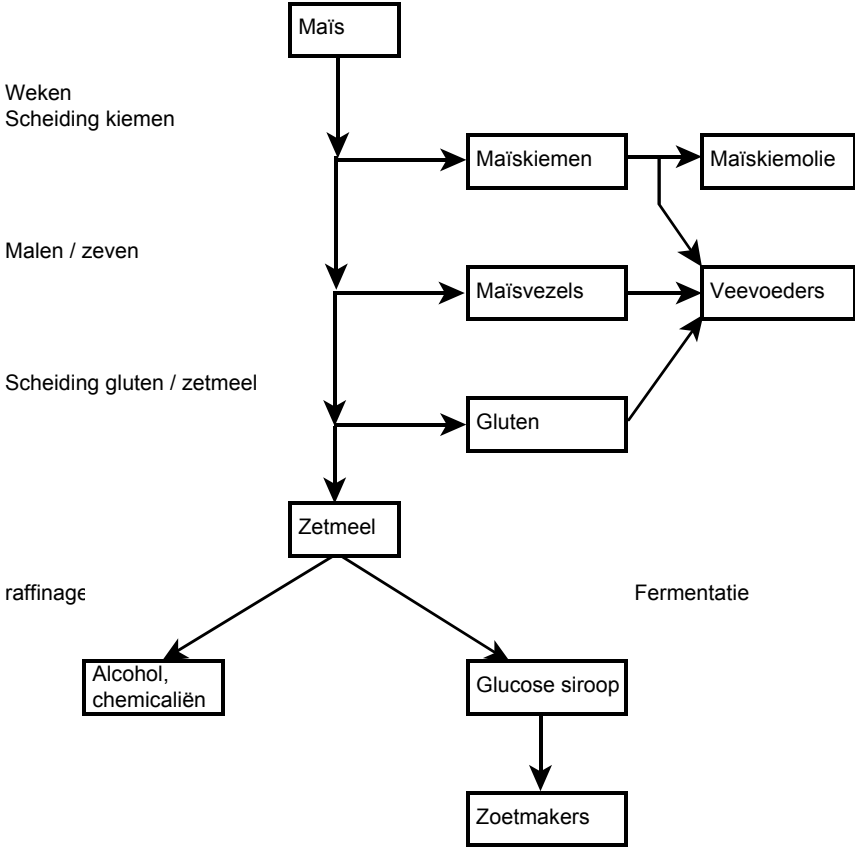 Maïs
Weken
Scheiding kiemen
Maïskiemen
Maïskiemolie
Malen / zeven
Maïsvezels
Veevoeders
Scheiding gluten / zetmeel
Gluten
Zetmeel
raffinage
Fermentatie
Alcohol,
chemicaliën
Glucose siroop
Zoetmakers